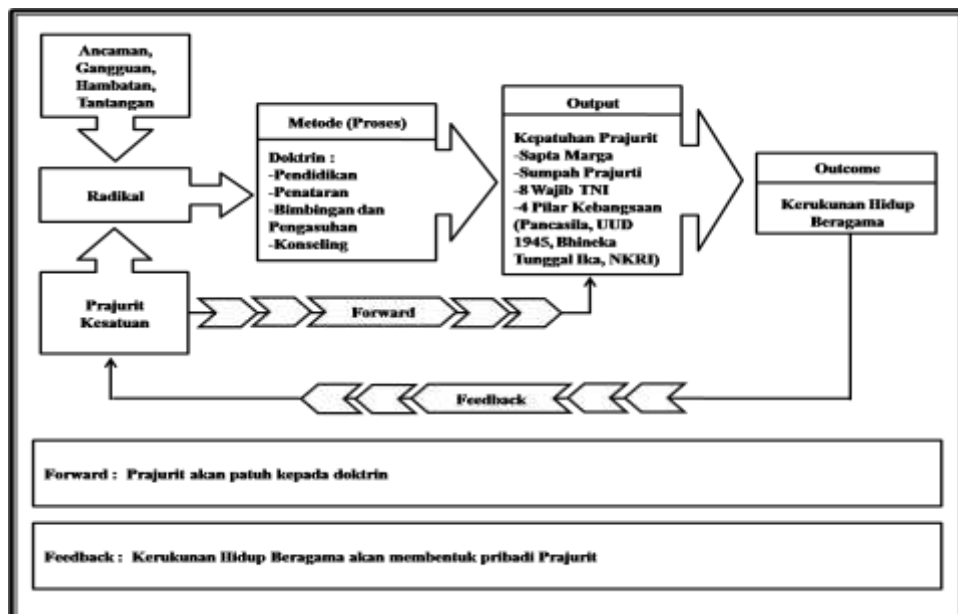 Ancaman,
Gangguan,
Hambatan,
Tantangan
Radikal
Prajurit
Kesatuan
Metode (Proses)
Doktrin :
-Pendidikan
-Penataran
-Bimbingan dan
Pengasuhan
-Konseling
Output
Kepatuhan Prajurit
-Sapta Marga
-Sumpah Prajurti
-8 Wajib TNI
-4 Pilar Kebangsaan
(Pancasila, UUD
1945, Bhineka
Tunggal Ika, NKRI)
Outcome
Kerukunan Hidup
Beragama
Forward
Feedback
Forward : Prajurit akan patuh kepada doktrin
Feedback : Kerukunan Hidup Beragama akan membentuk pribadi Prajurit